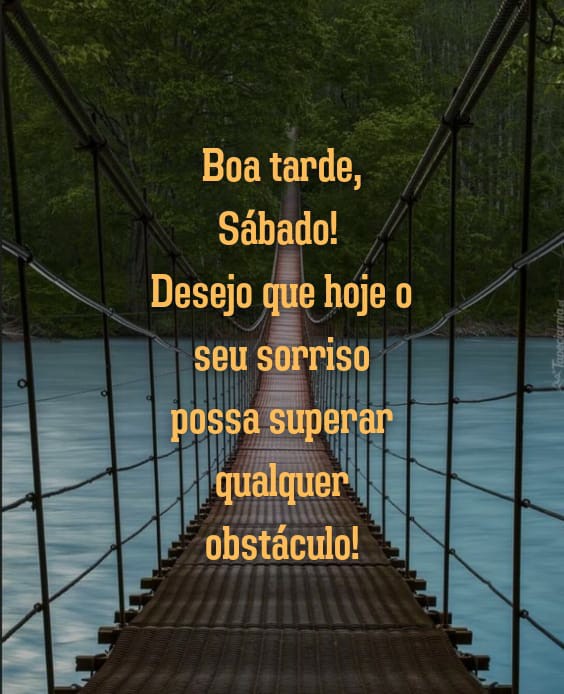 Boa tarde,
Sábado!
Desejo que hoje o
seu sorriso
possa superar
qualquer
obstáculo!